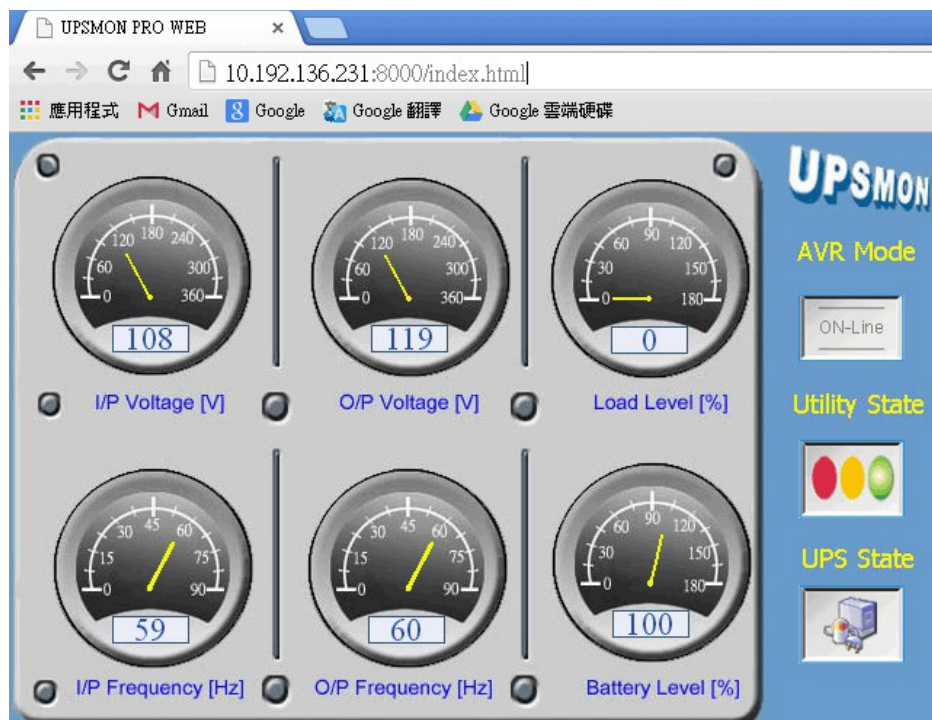 UPSMON PRO WEB ×
10.192.136.231:8000/index.html
應用程式 Gmail Google Google 翻譯 Google 雲端硬碟
UPSMON
0 60 120 180 240 300 360
108
I/P Voltage [V]
0 60 120 180 240 300 360
119
O/P Voltage [V]
0 30 60 90 120 150 180
0
Load Level [%]
AVR Mode
ON-Line
Utility State
0 15 30 45 60 75 90
59
I/P Frequency [Hz]
0 15 30 45 60 75 90
60
O/P Frequency [Hz]
0 30 60 90 120 150 180
100
Battery Level [%]
UPS State